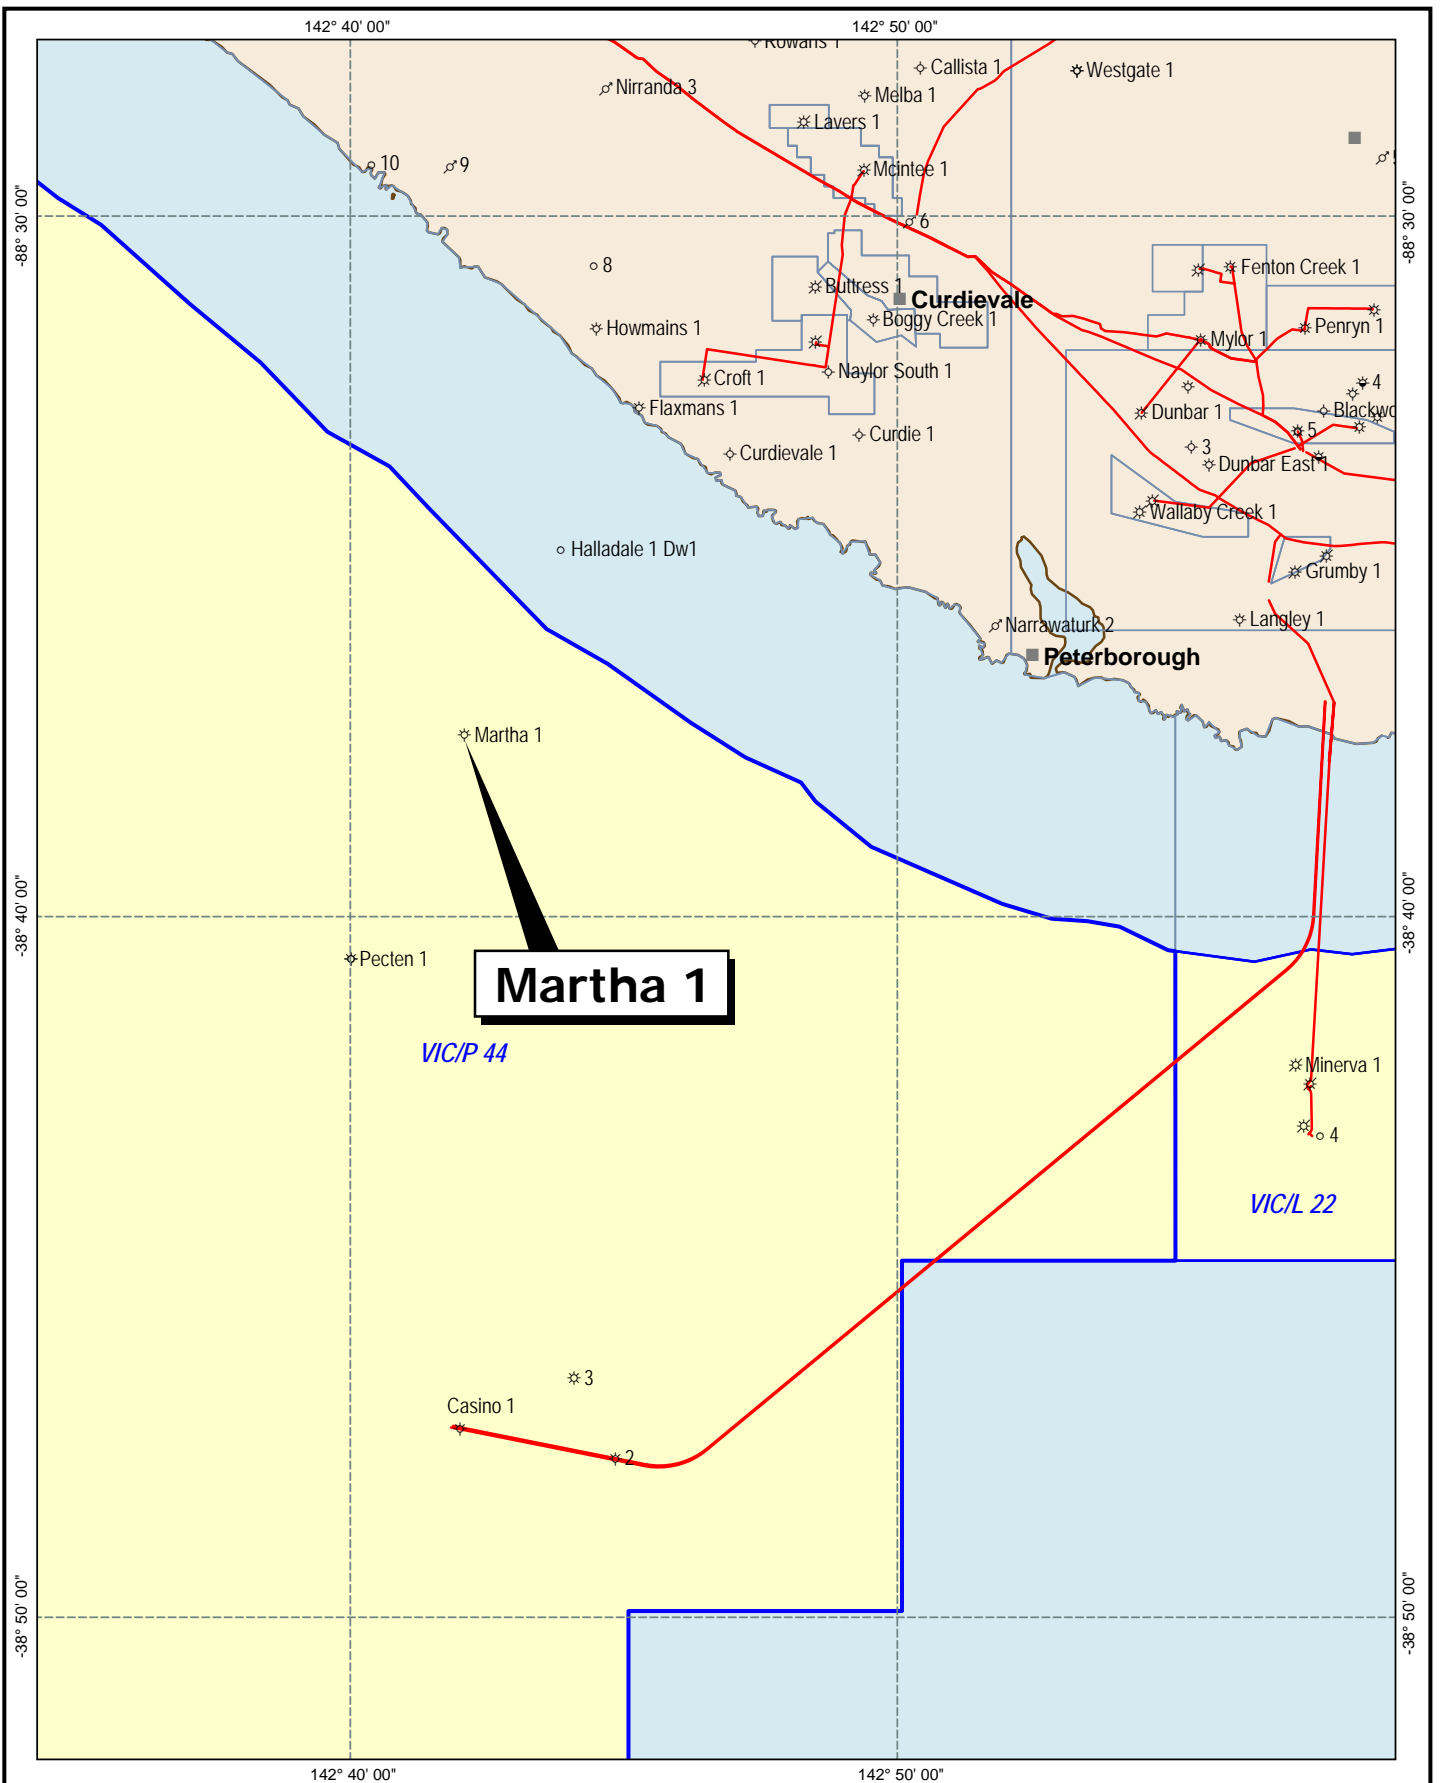 142° 40' 00"
142° 50' 00"
Rowans 1
Callista 1
Westgate 1
Nirranda 3
Melba 1
Lavers 1
10
9
Mcintee 1
-88° 30' 00"
-88° 30' 00"
6
8
Fenton Creek 1
Buttress 1
Curdievale
Boggy Creek 1
Howmains 1
Penryn 1
Mylor 1
Naylor South 1
Croft 1
4
Flaxmans 1
Dunbar 1
Blackwo
5
Curdie 1
Curdievale 1
3
Dunbar East 1
Wallaby Creek 1
Halladale 1 Dw1
Grumby 1
Langley 1
Narrawaturk 2
Peterborough
Martha 1
-38° 40' 00"
-38° 40' 00"
Pecten 1
Martha 1
VIC/P 44
Minerva 1
4
VIC/L 22
3
Casino 1
2
-38° 50' 00"
-38° 50' 00"
142° 40' 00"
142° 50' 00"